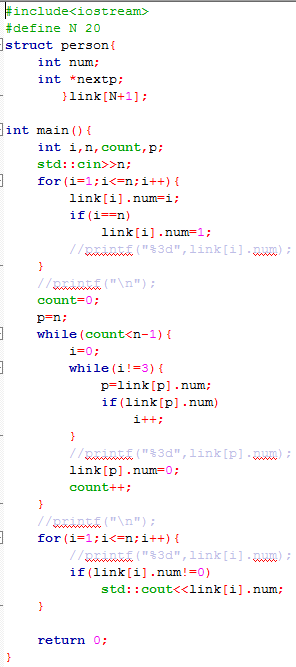 #include<iostream>
#define N 20
struct person{
    int num;
    int *nextp;
        }link[N+1];

int main(){
    int i,n,count,p;
    std::cin>>n;
    for(i=1;i<=n;i++){
        link[i].num=i;
        if(i==n)
            link[i].num=1;
        //printf("%3d",link[i].num);
    }
    //printf("\n");
    count=0;
    p=n;
    while(count<n-1){
        i=0;
        while(i!=3){
            p=link[p].num;
            if(link[p].num)
                i++;
        }
        //printf("%3d",link[p].num);
        link[p].num=0;
        count++;
    }
    //printf("\n");
    for(i=1;i<=n;i++){
        //printf("%3d",link[i].num);
        if(link[i].num!=0)
            std::cout<<link[i].num;
    }

    return 0;
}